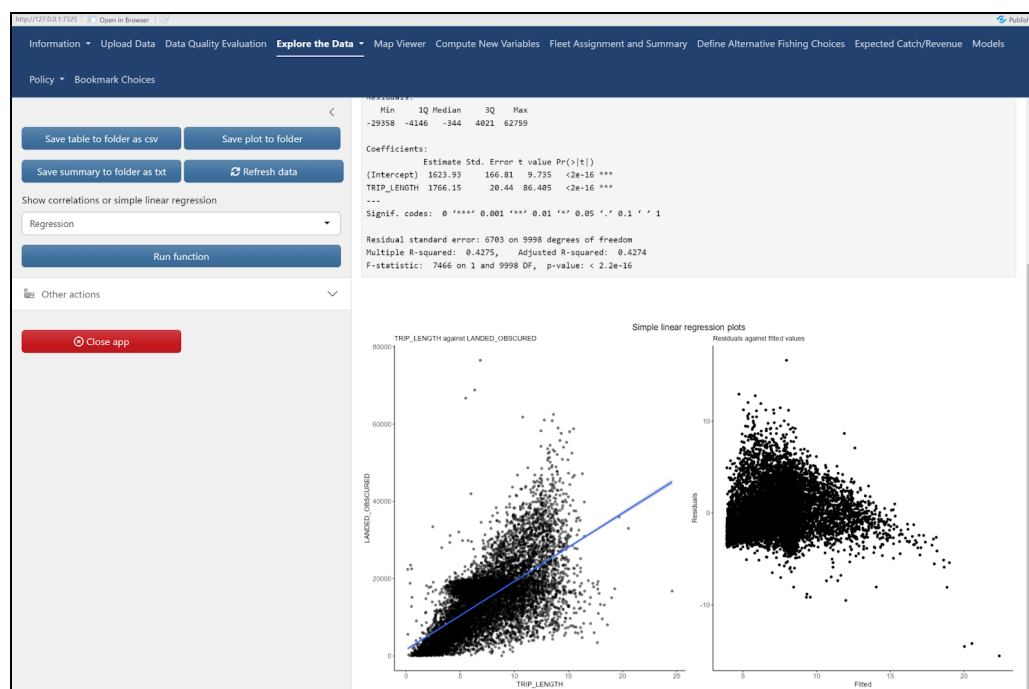 http://127.0.0.1:7325 Open in Browser Publish
Information Upload Data Data Quality Evaluation Explore the Data Map Viewer Compute New Variables Fleet Assignment and Summary Define Alternative Fishing Choices Expected Catch/Revenue Models
Policy Bookmark Choices
Save table to folder as csv Save plot to folder
Save summary to folder as txt Refresh data
Show correlations or simple linear regression
Regression
Run function
Other actions
Close app
Residuals:
Min 1Q Median 3Q Max
-29358 -4146 -344 4021 62759
Coefficients:
Estimate Std. Error t value Pr(>|t|)
(Intercept) 1623.93 166.81 9.735 <2e-16 ***
TRIP_LENGTH 1766.15 20.44 86.405 <2e-16 ***
---
Signif. codes: 0 ‘***’ 0.001 ‘**’ 0.01 ‘*’ 0.05 ‘.’ 0.1 ‘ ’ 1
Residual standard error: 6703 on 9998 degrees of freedom
Multiple R-squared: 0.4275, Adjusted R-squared: 0.4274
F-statistic: 7466 on 1 and 9998 DF, p-value: < 2.2e-16
Simple linear regression plots
TRIP_LENGTH against LANDED_OBSCURED
80000
60000
40000
20000
0
LANDED_OBSCURED
0 5 10 15 20 25
TRIP_LENGTH
Residuals against fitted values
10
0
-10
Residuals
5 10 15 20
Fitted